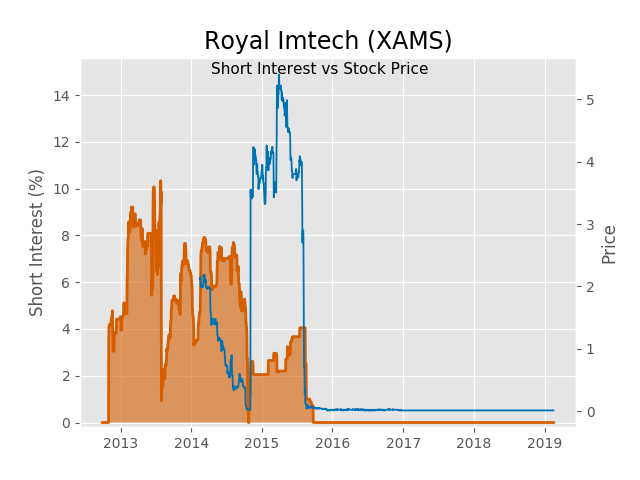 Royal Imtech (XAMS)
Short Interest vs Stock Price
Short Interest (%)
14
12
10
8
6
4
2
0
5
4
3
2
1
0
Price
2013 2014 2015 2016 2017 2018 2019